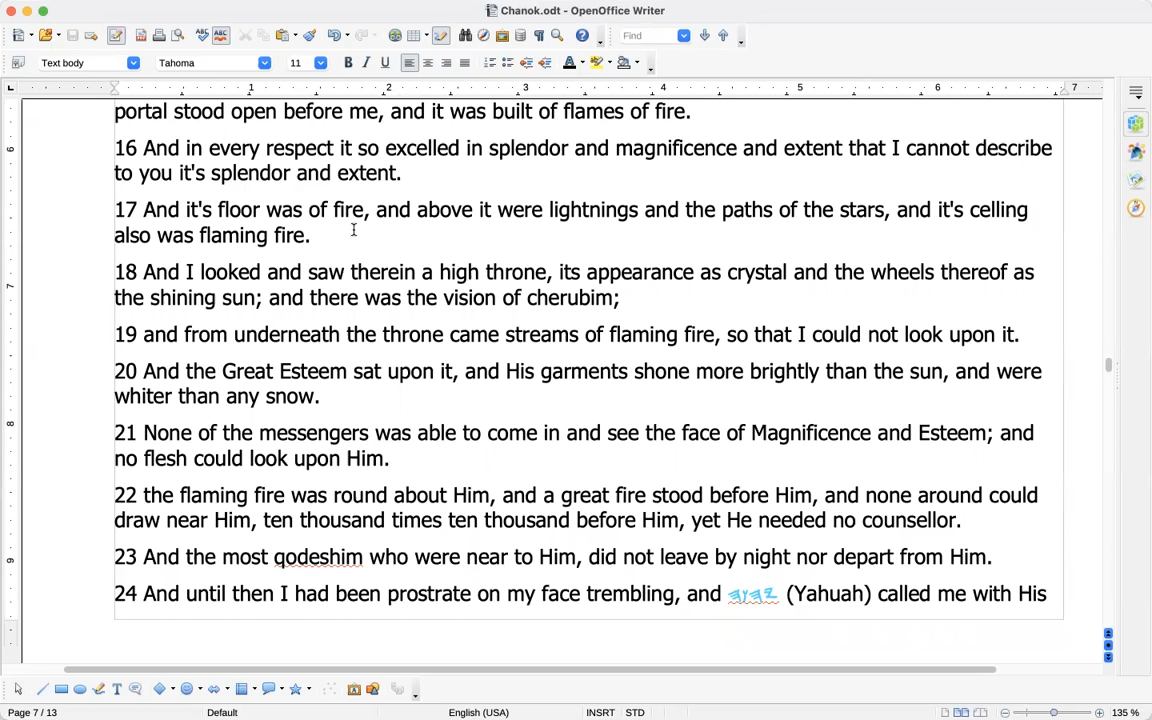 Chanok.odt - OpenOffice Writer
Find
Text body Tahoma 11
1 2 3 4 5 6 7
portal stood open before me, and it was built of flames of fire.
16 And in every respect it so excelled in splendor and magnificence and extent that I cannot describe
to you it's splendor and extent.
17 And it's floor was of fire, and above it were lightnings and the paths of the stars, and it's celling
also was flaming fire.
18 And I looked and saw therein a high throne, its appearance as crystal and the wheels thereof as
the shining sun; and there was the vision of cherubim;
19 and from underneath the throne came streams of flaming fire, so that I could not look upon it.
20 And the Great Esteem sat upon it, and His garments shone more brightly than the sun, and were
whiter than any snow.
21 None of the messengers was able to come in and see the face of Magnificence and Esteem; and
no flesh could look upon Him.
22 the flaming fire was round about Him, and a great fire stood before Him, and none around could
draw near Him, ten thousand times ten thousand before Him, yet He needed no counsellor.
23 And the most qodeshim who were near to Him, did not leave by night nor depart from Him.
24 And until then I had been prostrate on my face trembling, and 𐤉𐤄𐤅𐤄 (Yahuah) called me with His
6
7
8
9
Page 7 / 13 Default English (USA) INSRT STD 135 %